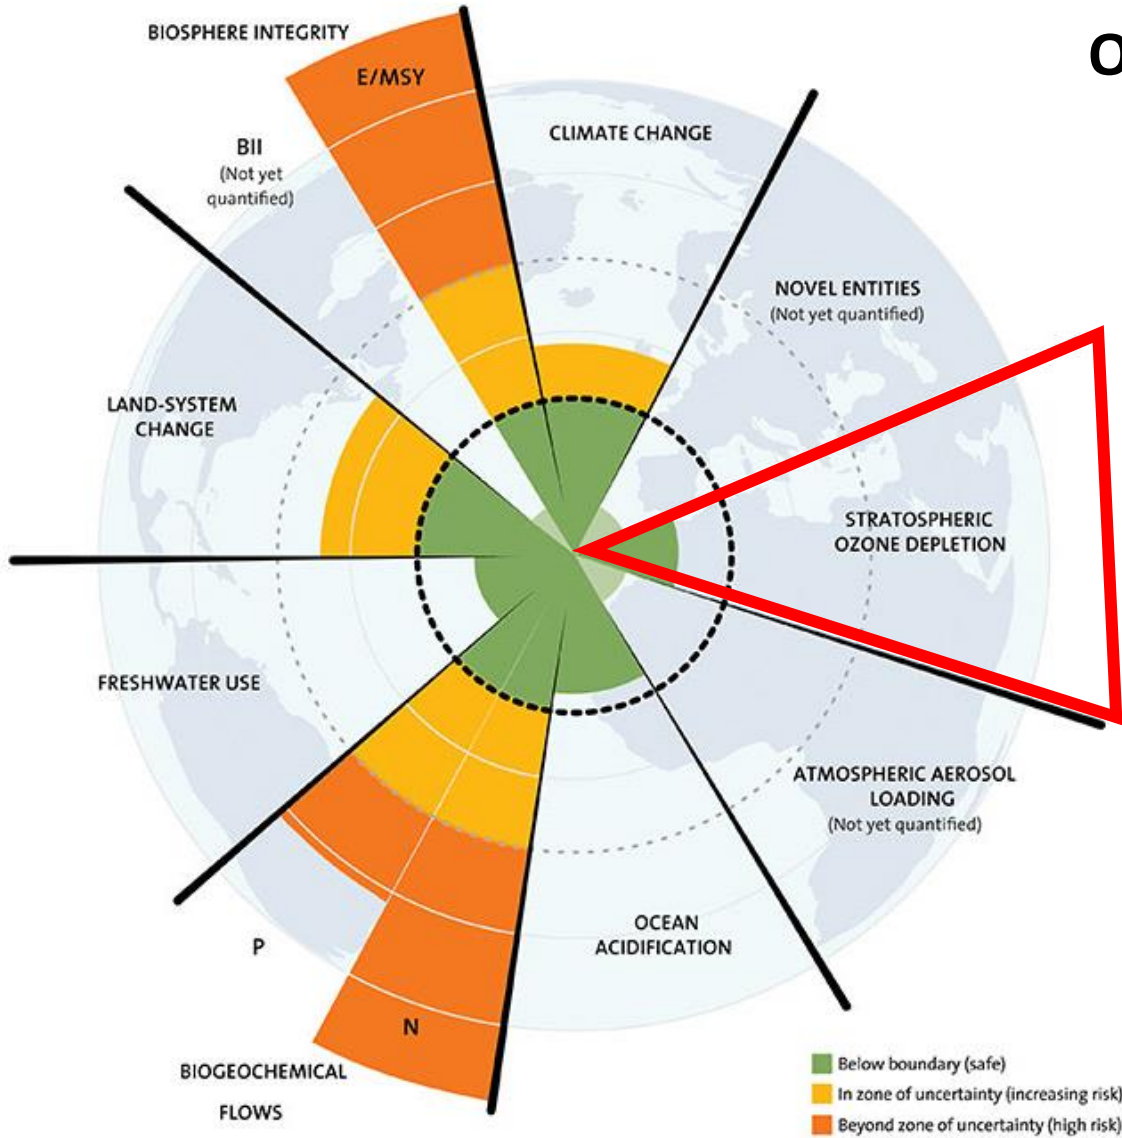 O
BIOSPHERE INTEGRITY
E/MSY
BII
(Not yet
quantified)
CLIMATE CHANGE
NOVEL ENTITIES
(Not yet quantified)
LAND-SYSTEM
CHANGE
STRATOSPHERIC
OZONE DEPLETION
FRESHWATER USE
ATMOSPHERIC AEROSOL
LOADING
(Not yet quantified)
OCEAN
ACIDIFICATION
P
N
BIOGEOCHEMICAL
FLOWS
Below boundary (safe)
In zone of uncertainty (increasing risk)
Beyond zone of uncertainty (high risk)